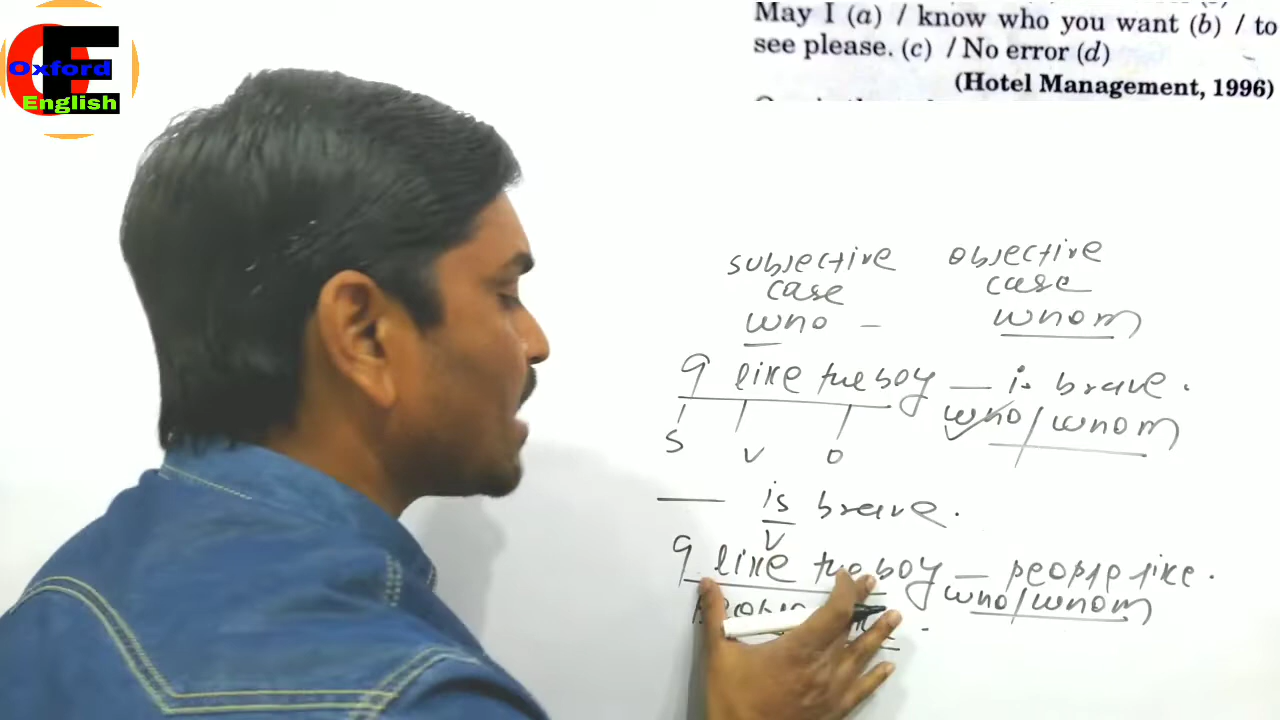 Oxford
English
May I (a) / know who you want (b) / to
see please. (c) / No error (d)
(Hotel Management, 1996)
subjective objective
case case
who – whom
I like the boy — is brave.
who/whom
S V O
— is brave.
V
I like the boy — people like.
who/whom